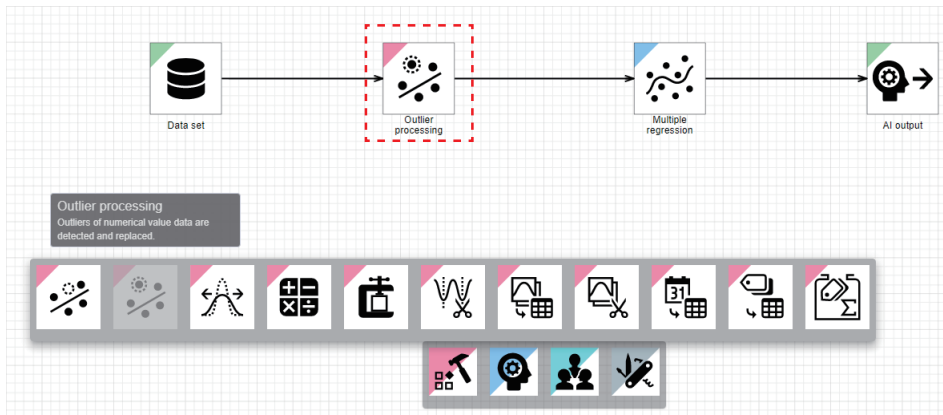 Data set
Outlier
processing
Multiple
regression
AI output
Outlier processing
Outliers of numerical value data are
detected and replaced.
31